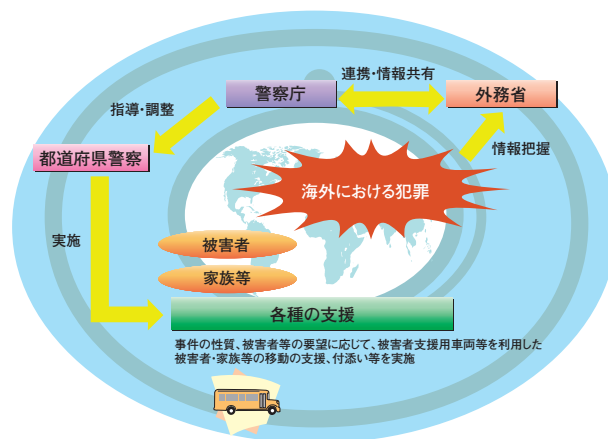 連携・情報共有
警察庁
外務省
指導・調整
都道府県警察
情報把握
海外における犯罪
実施
被害者
家族等
各種の支援
事件の性質、被害者等の要望に応じて、被害者支援用車両等を利用した
被害者・家族等の移動の支援、付添い等を実施